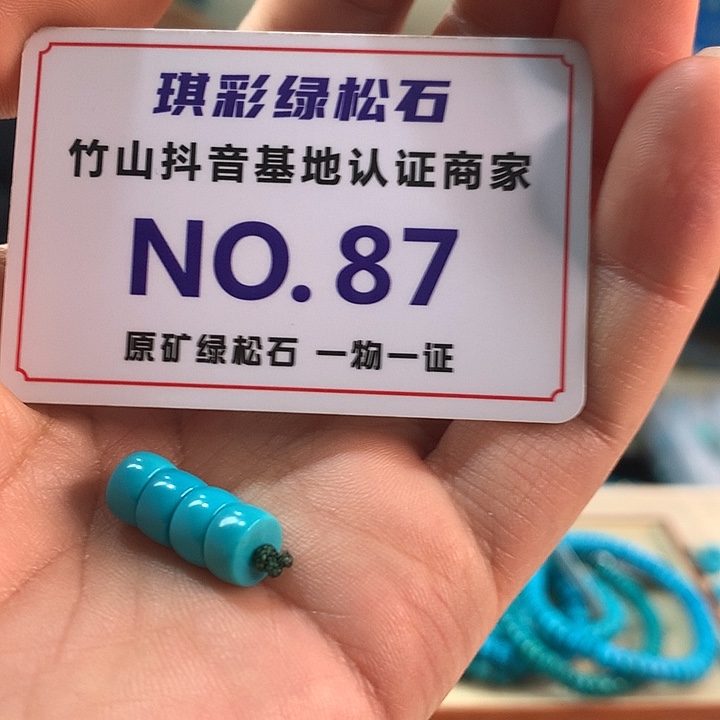 琪彩绿松石
竹山抖音基地认证商家
NO.87
原矿绿松石 一物一证